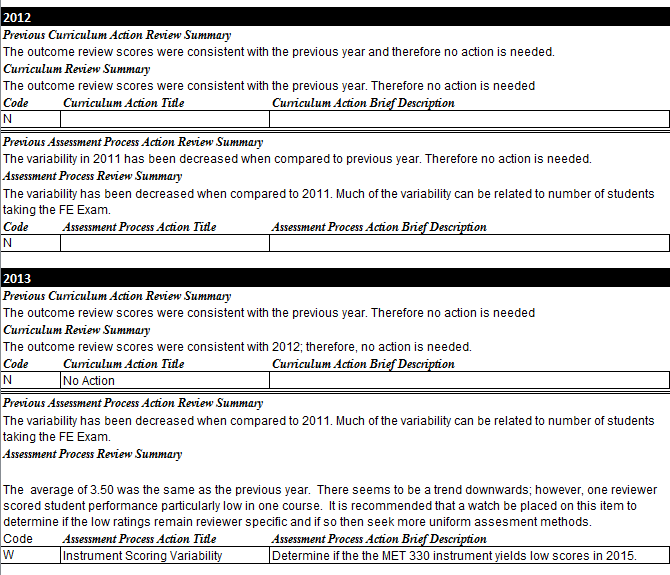 2012
Previous Curriculum Action Review Summary
The outcome review scores were consistent with the previous year and therefore no action is needed.
Curriculum Review Summary
The outcome review scores were consistent with the previous year. Therefore no action is needed
Code Curriculum Action Title Curriculum Action Brief Description
N
Previous Assessment Process Action Review Summary
The variability in 2011 has been decreased when compared to previous year. Therefore no action is needed.
Assessment Process Review Summary
The variability has been decreased when compared to 2011. Much of the variability can be related to number of students
taking the FE Exam.
Code Assessment Process Action Title Assessment Process Action Brief Description
N
2013
Previous Curriculum Action Review Summary
The outcome review scores were consistent with the previous year. Therefore no action is needed
Curriculum Review Summary
The outcome review scores were consistent with 2012; therefore, no action is needed.
Code Curriculum Action Title Curriculum Action Brief Description
N No Action
Previous Assessment Process Action Review Summary
The variability has been decreased when compared to 2011. Much of the variability can be related to number of students
taking the FE Exam.
Assessment Process Review Summary
The average of 3.50 was the same as the previous year. There seems to be a trend downwards; however, one reviewer
scored student performance particularly low in one course. It is recommended that a watch be placed on this item to
determine if the low ratings remain reviewer specific and if so then seek more uniform assesment methods.
Code Assessment Process Action Title Assessment Process Action Brief Description
W Instrument Scoring Variability Determine if the the MET 330 instrument yields low scores in 2015.